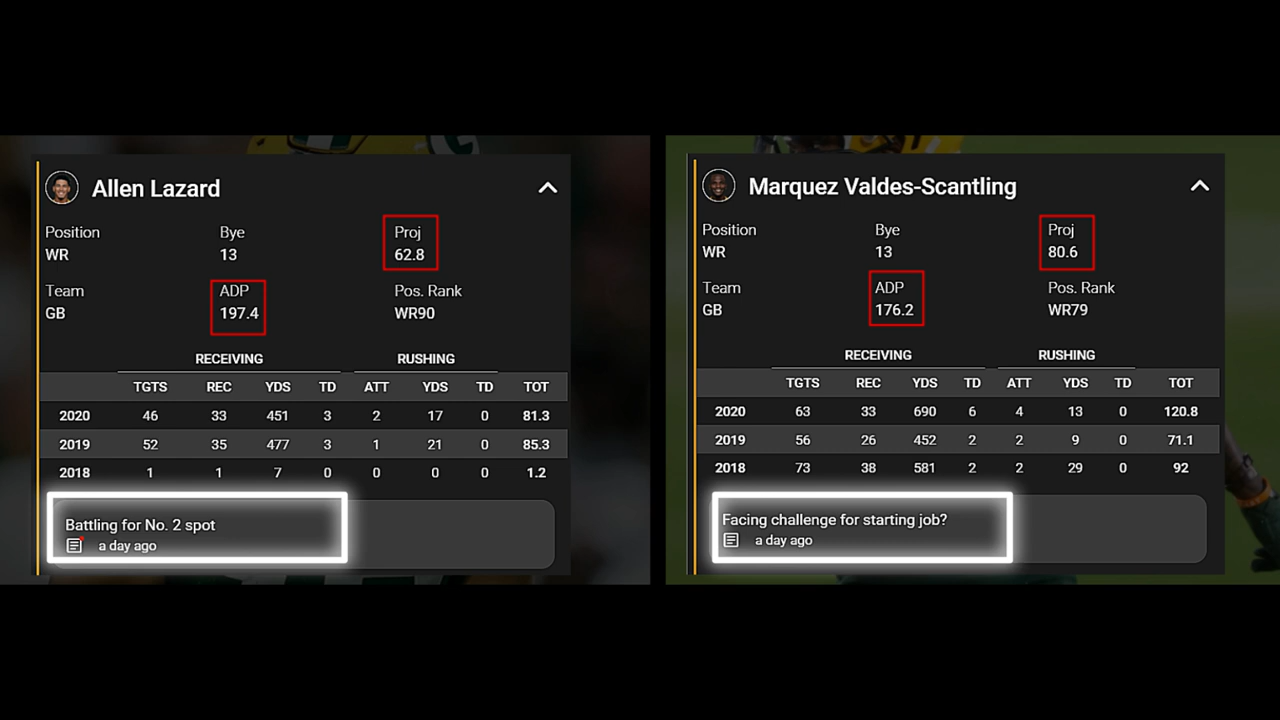 Allen Lazard
Position Bye Proj
WR 13 62.8
Team ADP Pos. Rank
GB 197.4 WR90
RECEIVING RUSHING
TGTS REC YDS TD ATT YDS TD TOT
2020 46 33 451 3 2 17 0 81.3
2019 52 35 477 3 1 21 0 85.3
2018 1 1 7 0 0 0 0 1.2
Battling for No. 2 spot
a day ago
Marquez Valdes-Scantling
Position Bye Proj
WR 13 80.6
Team ADP Pos. Rank
GB 176.2 WR79
RECEIVING RUSHING
TGTS REC YDS TD ATT YDS TD TOT
2020 63 33 690 6 4 13 0 120.8
2019 56 26 452 2 2 9 0 71.1
2018 73 38 581 2 2 29 0 92
Facing challenge for starting job?
a day ago